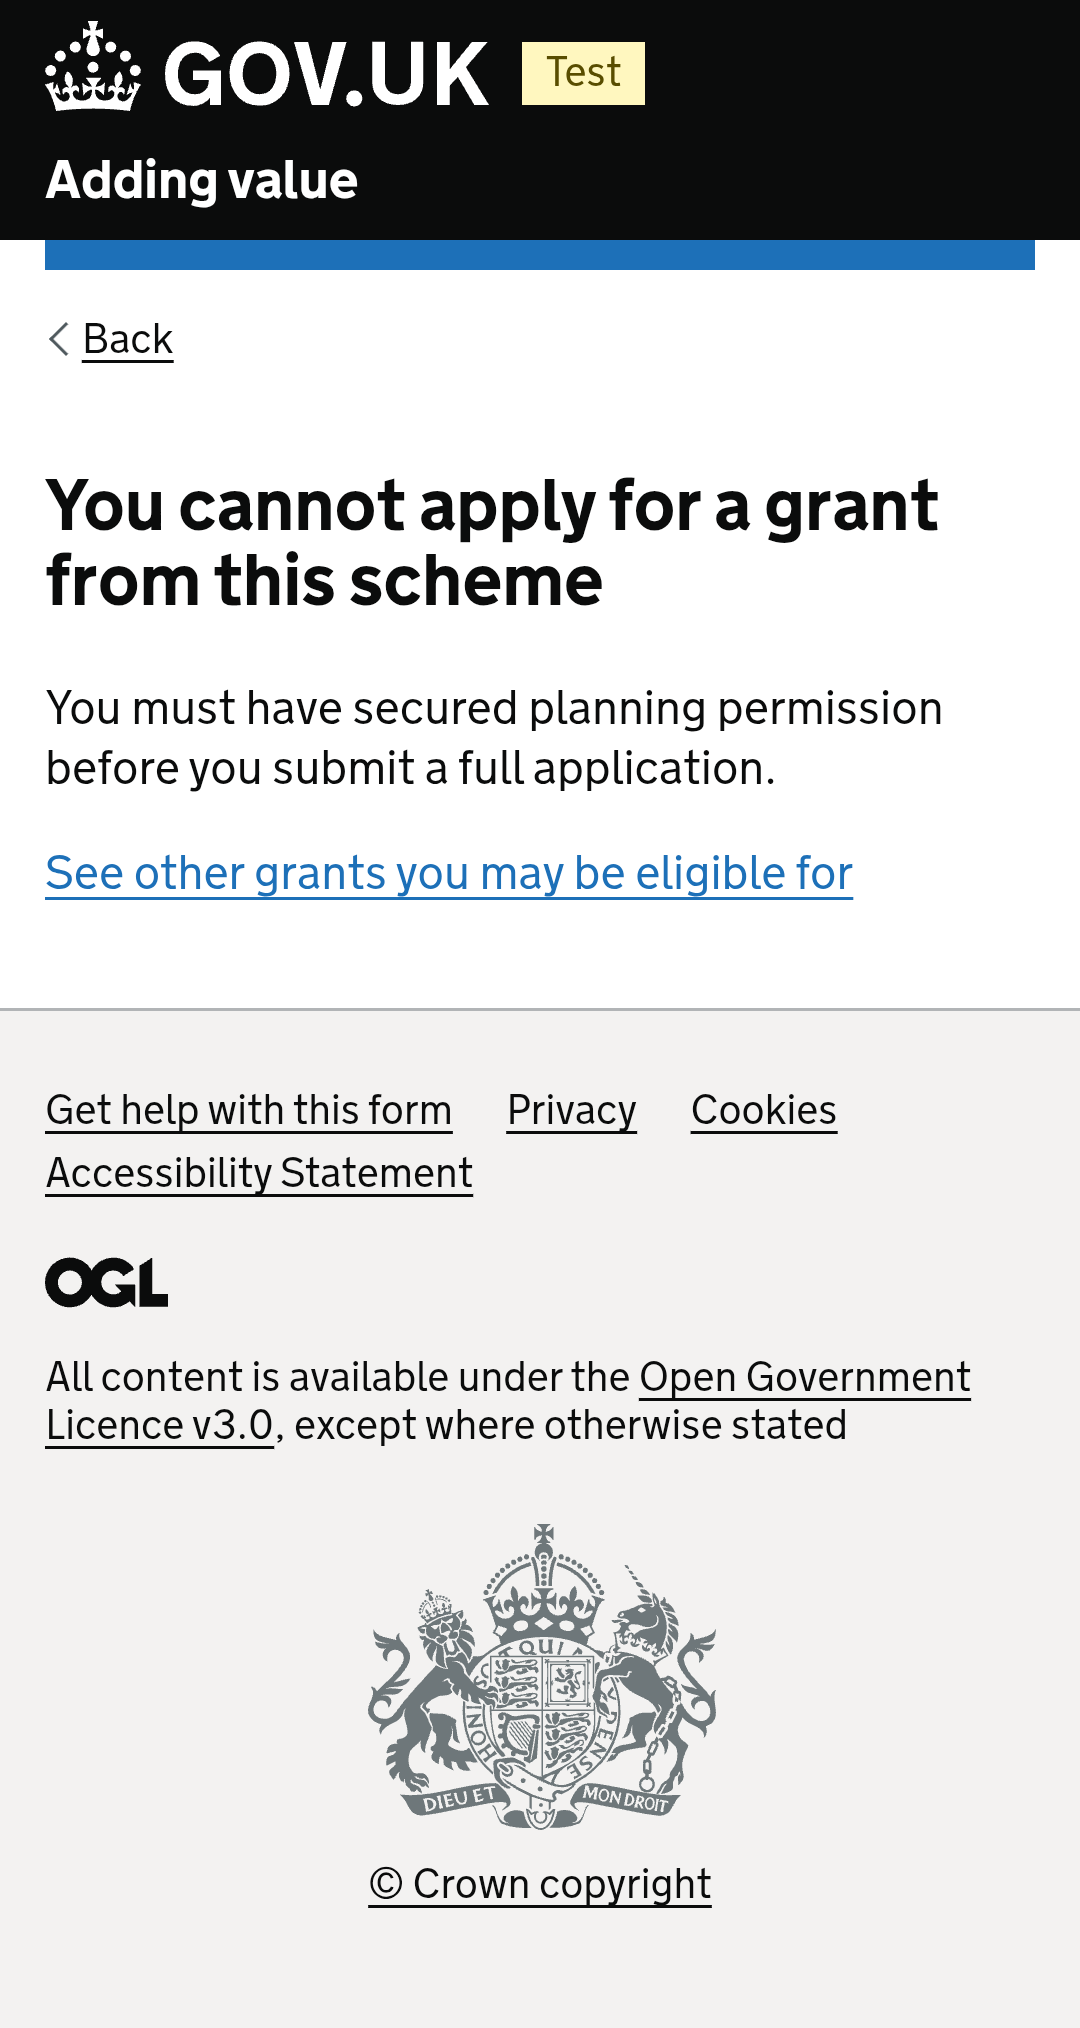 GOV.UK Test
Adding value
Back
You cannot apply for a grant
from this scheme
You must have secured planning permission
before you submit a full application.
See other grants you may be eligible for
Get help with this form Privacy Cookies
Accessibility Statement
OGL
All content is available under the Open Government
Licence v3.0, except where otherwise stated
QUI
HON
PENSE
DIEU ET MON DROIT
© Crown copyright